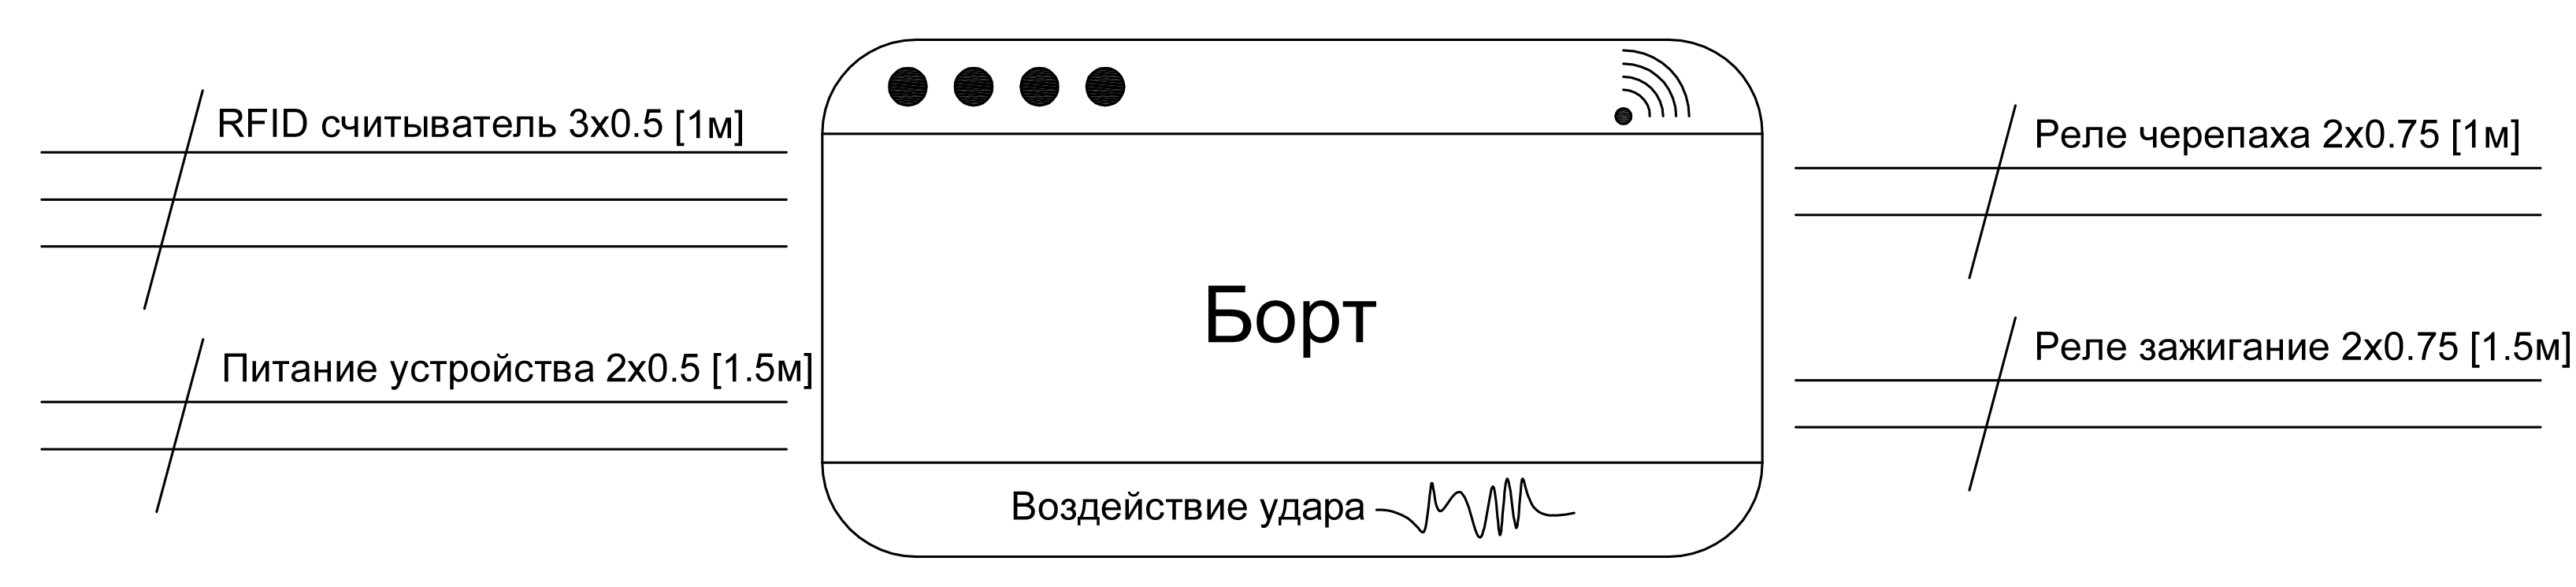 RFID считыватель 3x0.5 [1м]
Питание устройства 2x0.5 [1.5м]
Борт
Воздействие удара
Реле черепаха 2x0.75 [1м]
Реле зажигание 2x0.75 [1.5м]